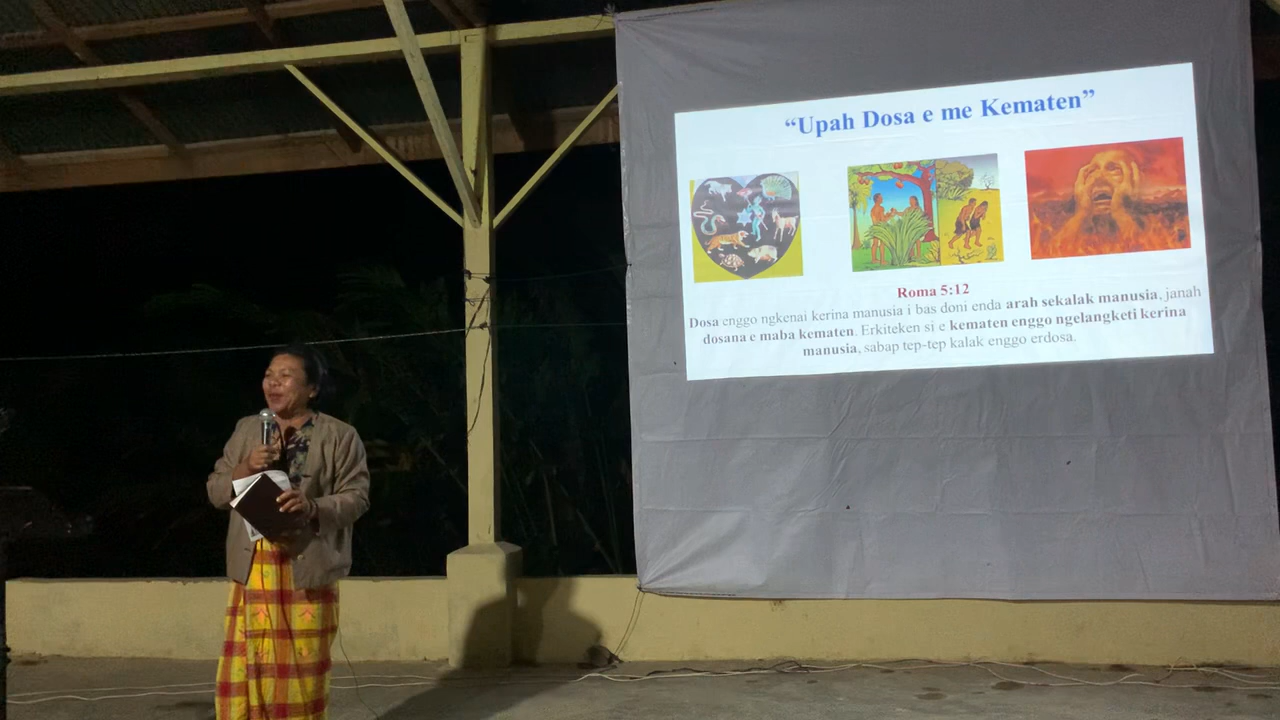 “Upah Dosa e me Kematen”
Roma 5:12
Dosa enggo ngkenai kerina manusia i bas doni enda arah sekalak manusia, janah
dosana e maba kematen. Erkiteken si e kematen enggo ngelangketi kerina
manusia, sabap tep-tep kalak enggo erdosa.